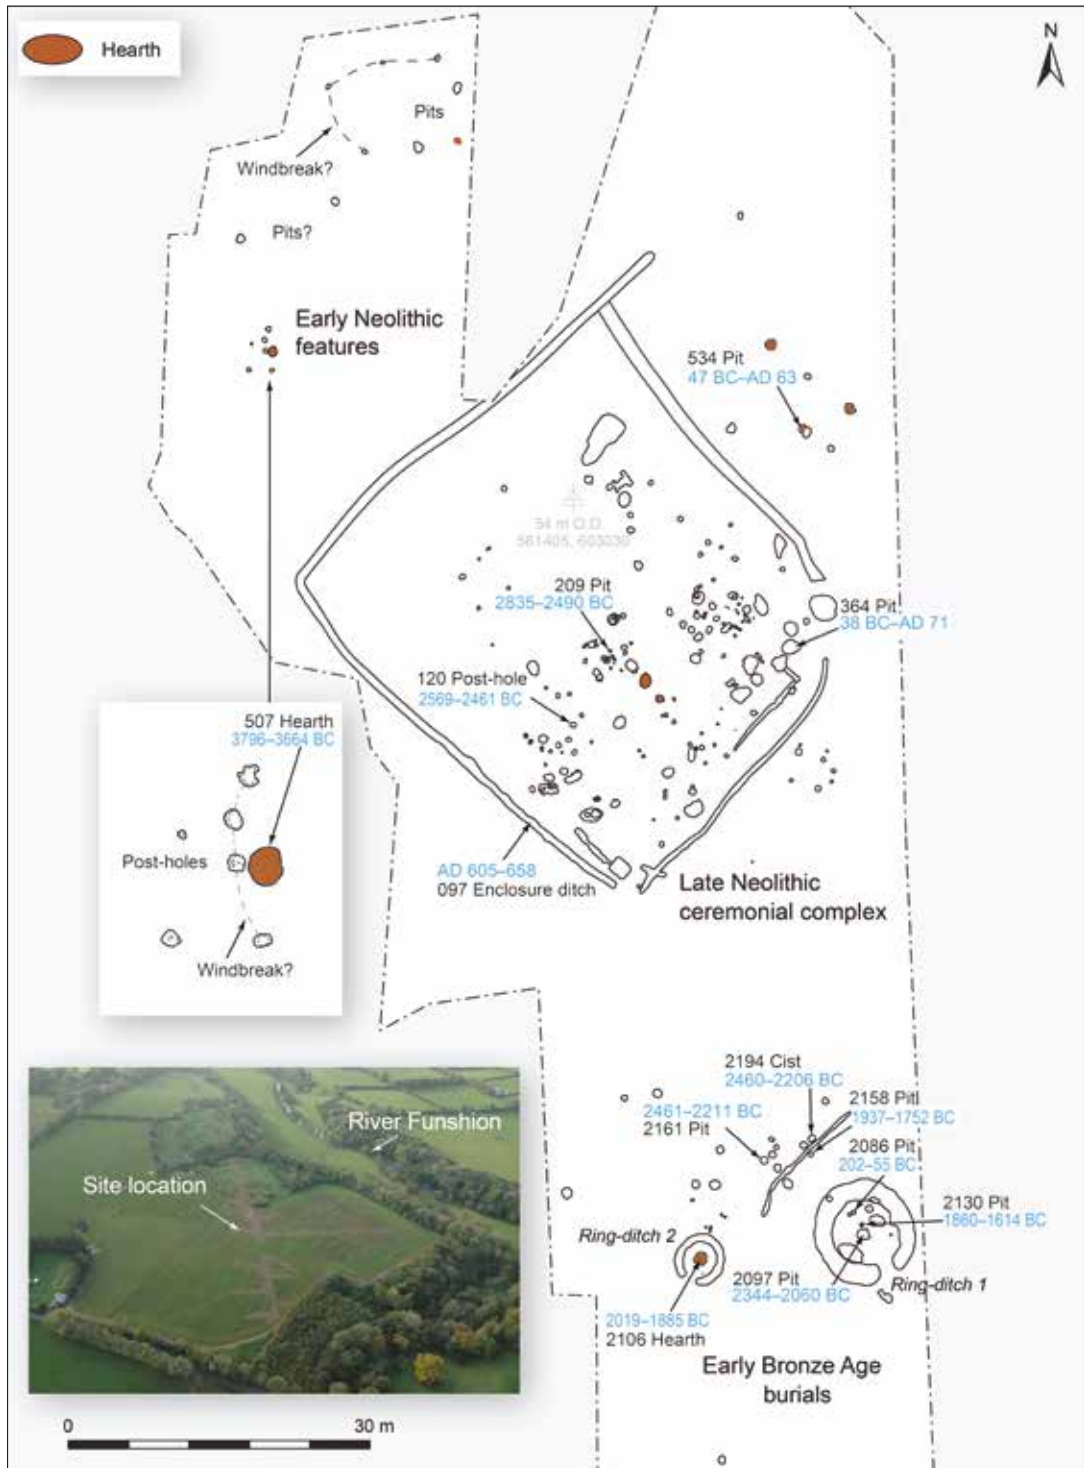 Hearth
N
Pits
Windbreak?
Pits?
Early Neolithic
features
534 Pit
47 BC–AD 63
54 m O.D.
561405, 603030
209 Pit
2835–2490 BC
364 Pit
38 BC–AD 71
120 Post-hole
2569–2461 BC
507 Hearth
3796–3664 BC
Post-holes
Windbreak?
AD 605–658
097 Enclosure ditch
Late Neolithic
ceremonial complex
2194 Cist
2460–2206 BC
2461–2211 BC
2161 Pit
2158 Pit
1937–1752 BC
2086 Pit
202–55 BC
2130 Pit
1860–1614 BC
Ring-ditch 2
2097 Pit
2344–2060 BC
Ring-ditch 1
2019–1885 BC
2106 Hearth
Early Bronze Age
burials
River Funshion
Site location
0
30 m